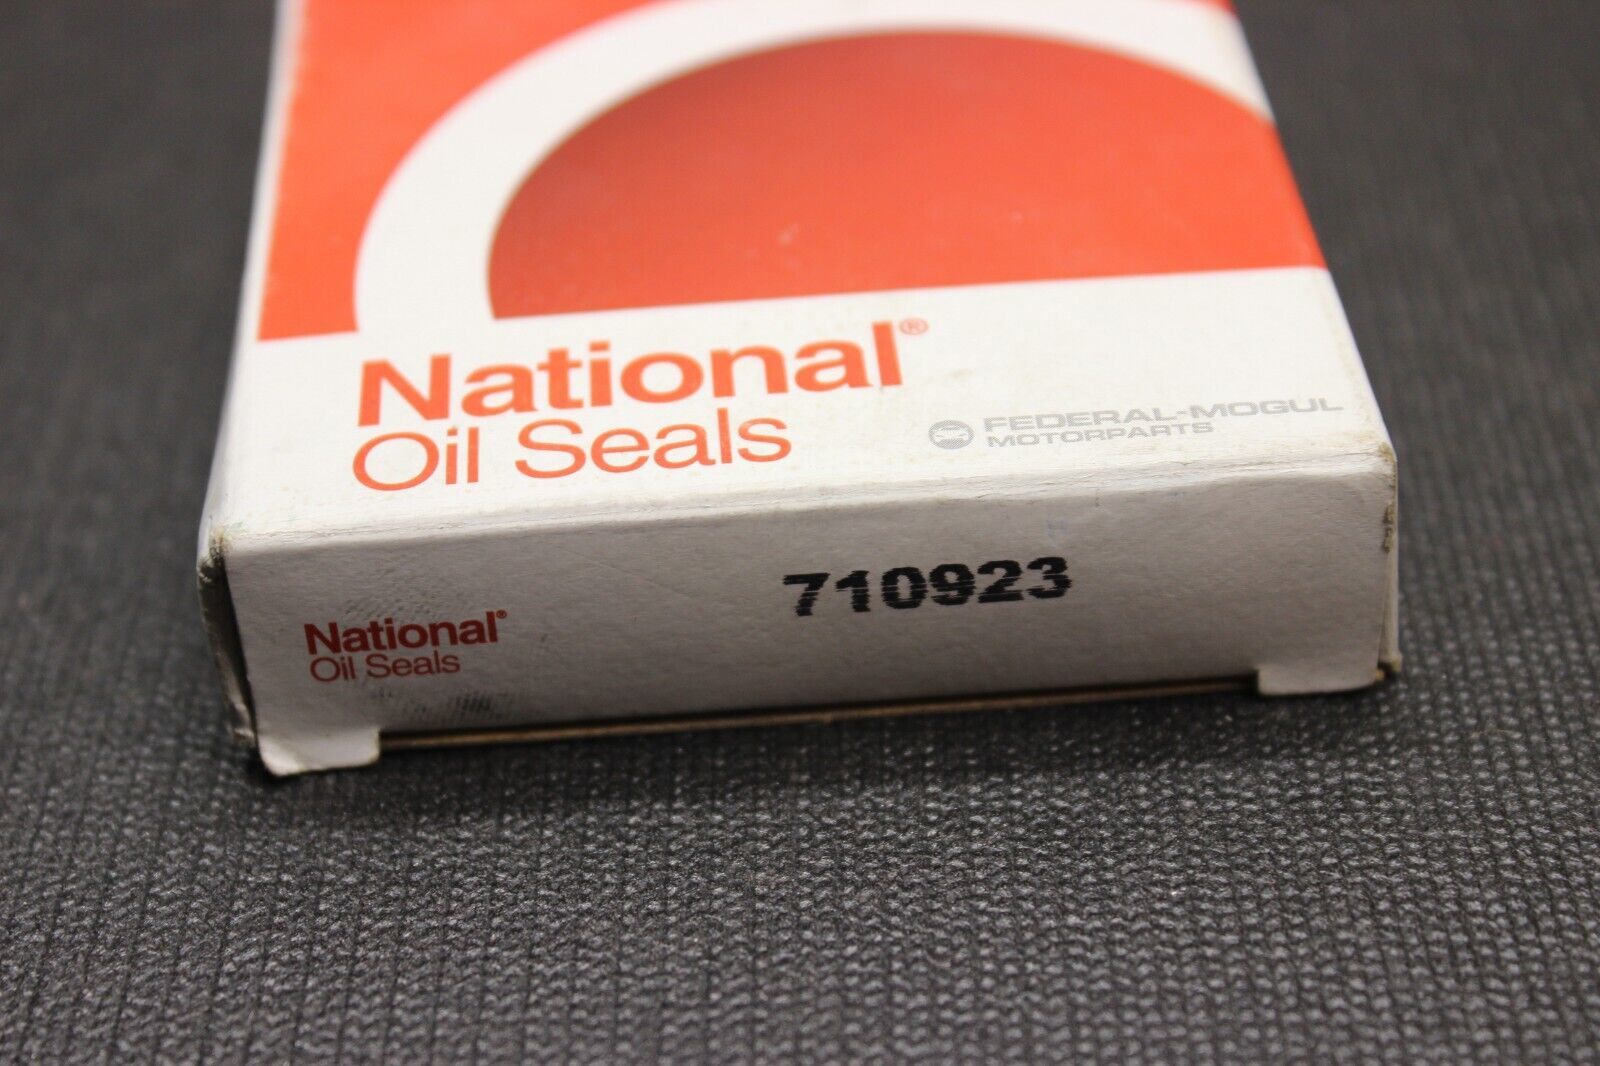 National®
Oil Seals
FEDERAL-MOGUL
MOTORPARTS
710923
National®
Oil Seals